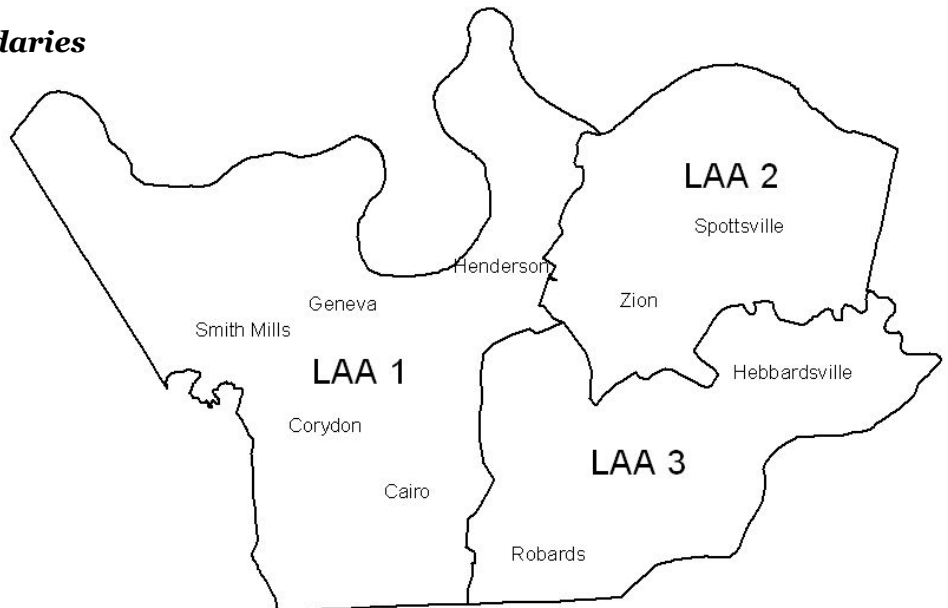 daries
LAA 2
Spottsville
Henderson
Geneva
Zion
Smith Mills
LAA 1
Hebbardsville
Corydon
LAA 3
Cairo
Robards